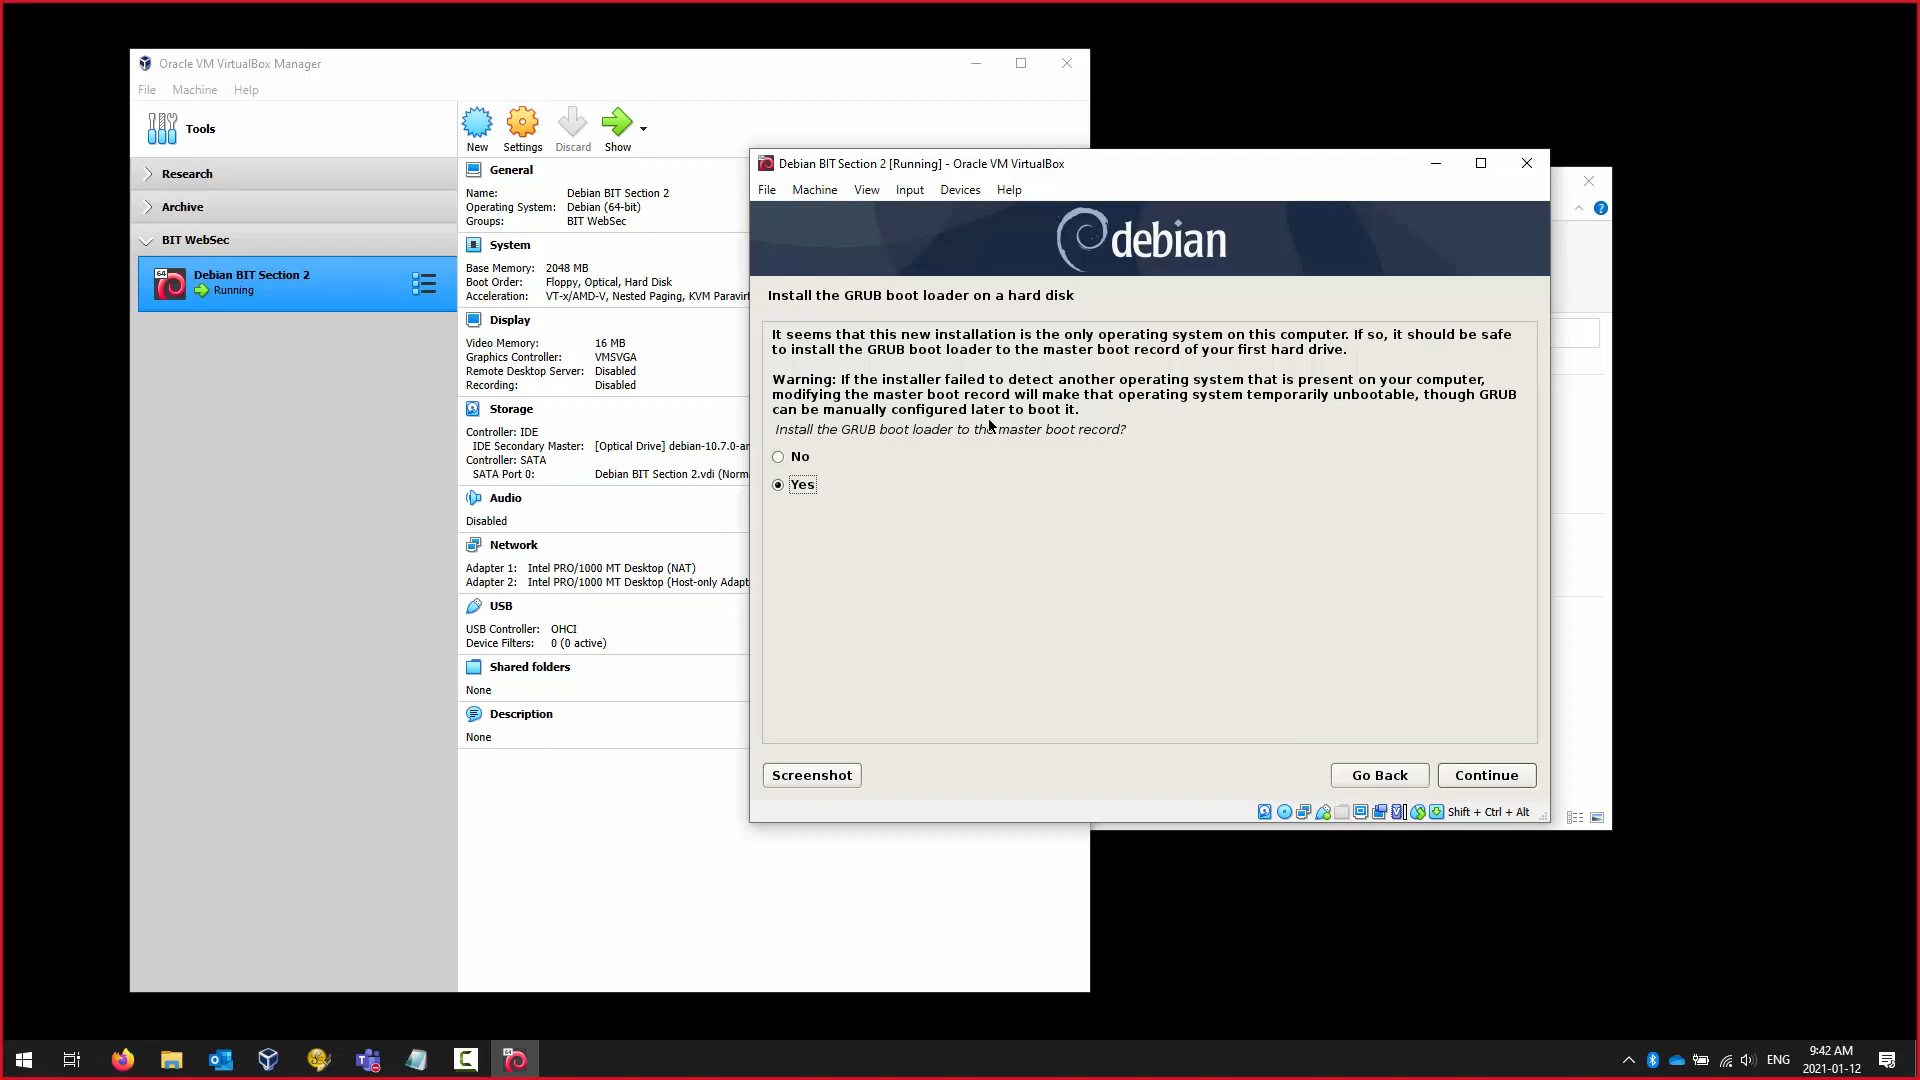 Oracle VM VirtualBox Manager
File Machine Help
Tools
New Settings Discard Show
Research
Archive
BIT WebSec
64
Debian BIT Section 2
Running
General
Name: Debian BIT Section 2
Operating System: Debian (64-bit)
Groups: BIT WebSec
System
Base Memory: 2048 MB
Boot Order: Floppy, Optical, Hard Disk
Acceleration: VT-x/AMD-V, Nested Paging, KVM Paravirt
Display
Video Memory: 16 MB
Graphics Controller: VMSVGA
Remote Desktop Server: Disabled
Recording: Disabled
Storage
Controller: IDE
IDE Secondary Master: [Optical Drive] debian-10.7.0-am
Controller: SATA
SATA Port 0: Debian BIT Section 2.vdi (Norm
Audio
Disabled
Network
Adapter 1: Intel PRO/1000 MT Desktop (NAT)
Adapter 2: Intel PRO/1000 MT Desktop (Host-only Adapt
USB
USB Controller: OHCI
Device Filters: 0 (0 active)
Shared folders
None
Description
None
Debian BIT Section 2 [Running] - Oracle VM VirtualBox
File Machine View Input Devices Help
debian
Install the GRUB boot loader on a hard disk
It seems that this new installation is the only operating system on this computer. If so, it should be safe
to install the GRUB boot loader to the master boot record of your first hard drive.
Warning: If the installer failed to detect another operating system that is present on your computer,
modifying the master boot record will make that operating system temporarily unbootable, though GRUB
can be manually configured later to boot it.
Install the GRUB boot loader to the master boot record?
No
Yes
Screenshot Go Back Continue
Shift + Ctrl + Alt
ENG
9:42 AM
2021-01-12